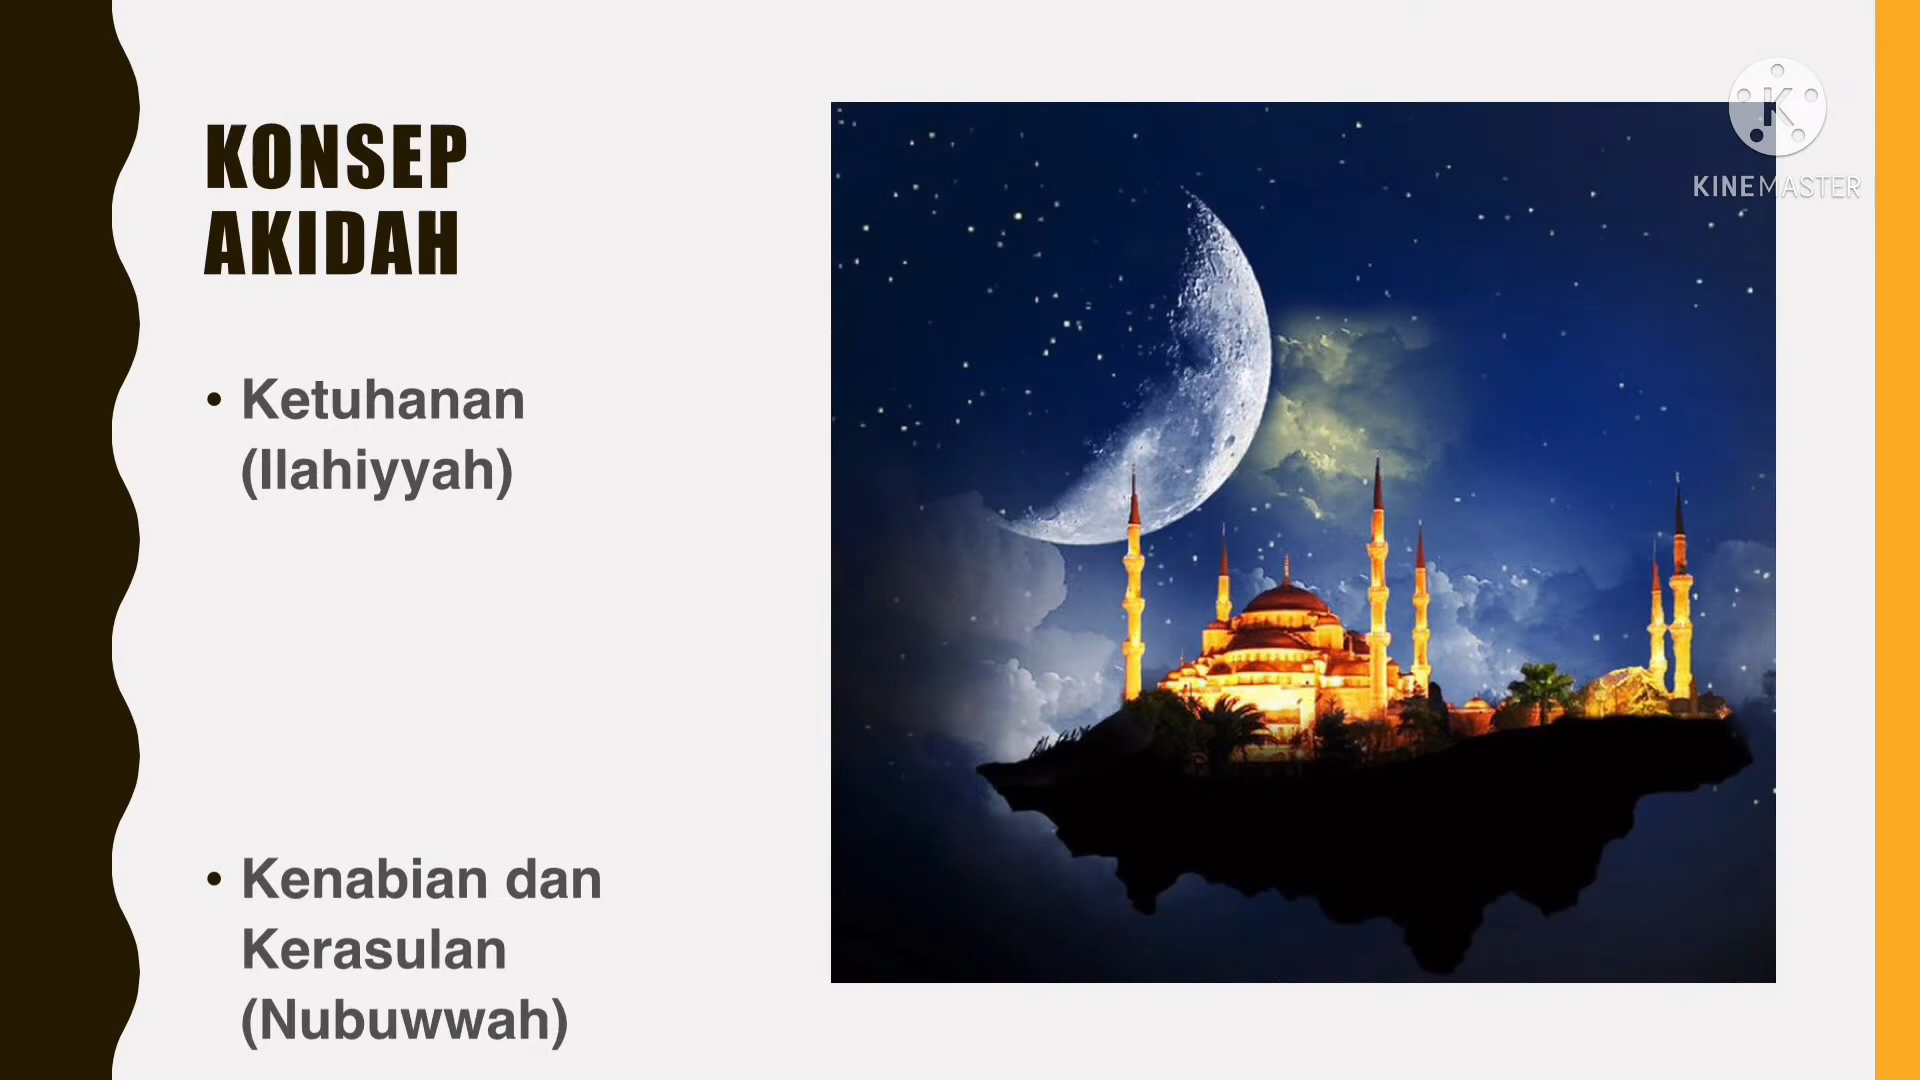 KONSEP
AKIDAH
• Ketuhanan
(Ilahiyyah)
• Kenabian dan
Kerasulan
(Nubuwwah)
K
KINEMASTER